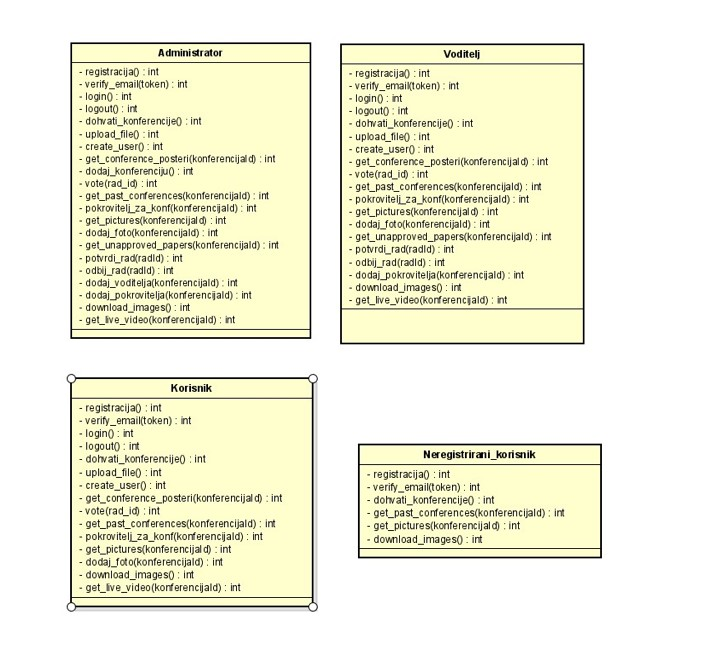 Administrator
- registracija() : int
- verify_email(token) : int
- login() : int
- logout() : int
- dohvati_konferencije() : int
- upload_file() : int
- create_user() : int
- get_conference_posteri(konferencijaId) : int
- dodaj_konferenciju() : int
- vote(rad_id) : int
- get_past_conferences(konferencijaId) : int
- pokrovitelj_za_konf(konferencijaId) : int
- get_pictures(konferencijaId) : int
- dodaj_foto(konferencijaId) : int
- get_unapproved_papers(konferencijaId) : int
- potvrdi_rad(radId) : int
- odbij_rad(radId) : int
- dodaj_voditelja(konferencijaId) : int
- dodaj_pokrovitelja(konferencijaId) : int
- download_images() : int
- get_live_video(konferencijaId) : int
Voditelj
- registracija() : int
- verify_email(token) : int
- login() : int
- logout() : int
- dohvati_konferencije() : int
- upload_file() : int
- create_user() : int
- get_conference_posteri(konferencijaId) : int
- vote(rad_id) : int
- get_past_conferences(konferencijaId) : int
- pokrovitelj_za_konf(konferencijaId) : int
- get_pictures(konferencijaId) : int
- dodaj_foto(konferencijaId) : int
- get_unapproved_papers(konferencijaId) : int
- potvrdi_rad(radId) : int
- odbij_rad(radId) : int
- dodaj_pokrovitelja(konferencijaId) : int
- download_images() : int
- get_live_video(konferencijaId) : int
Korisnik
- registracija() : int
- verify_email(token) : int
- login() : int
- logout() : int
- dohvati_konferencije() : int
- upload_file() : int
- create_user() : int
- get_conference_posteri(konferencijaId) : int
- vote(rad_id) : int
- get_past_conferences(konferencijaId) : int
- pokrovitelj_za_konf(konferencijaId) : int
- get_pictures(konferencijaId) : int
- dodaj_foto(konferencijaId) : int
- download_images() : int
- get_live_video(konferencijaId) : int
Neregistrirani_korisnik
- registracija() : int
- verify_email(token) : int
- dohvati_konferencije() : int
- get_past_conferences(konferencijaId) : int
- get_pictures(konferencijaId) : int
- download_images() : int